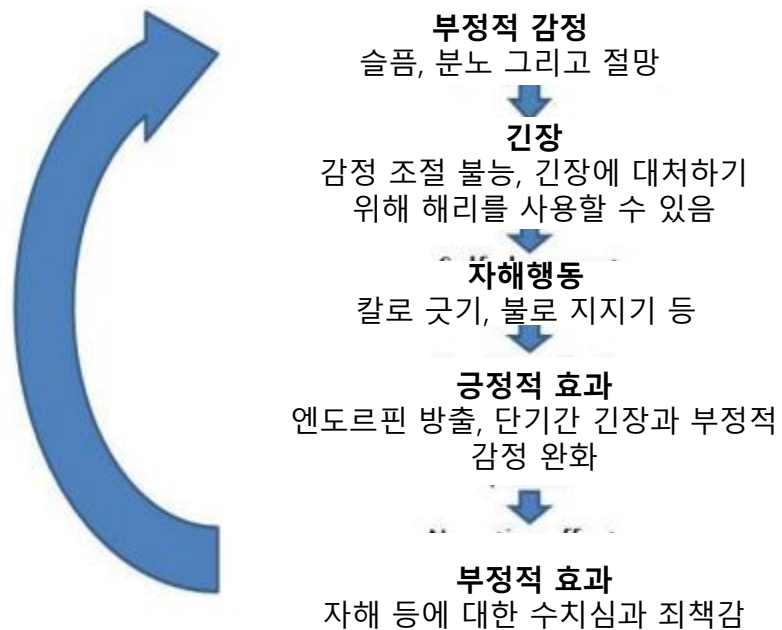 부정적 감정
슬픔, 분노 그리고 절망
긴장
감정 조절 불능, 긴장에 대처하기
위해 해리를 사용할 수 있음
자해행동
칼로 긋기, 불로 지지기 등
긍정적 효과
엔도르핀 방출, 단기간 긴장과 부정적
감정 완화
부정적 효과
자해 등에 대한 수치심과 죄책감